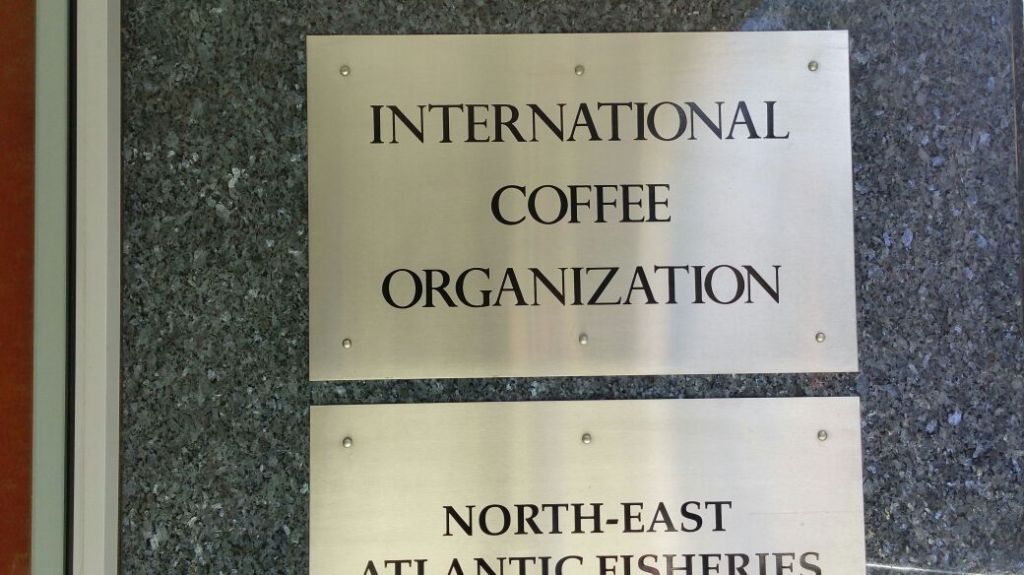 INTERNATIONAL
COFFEE
ORGANIZATION
NORTH-EAST
ATLANTIC FISHERIES